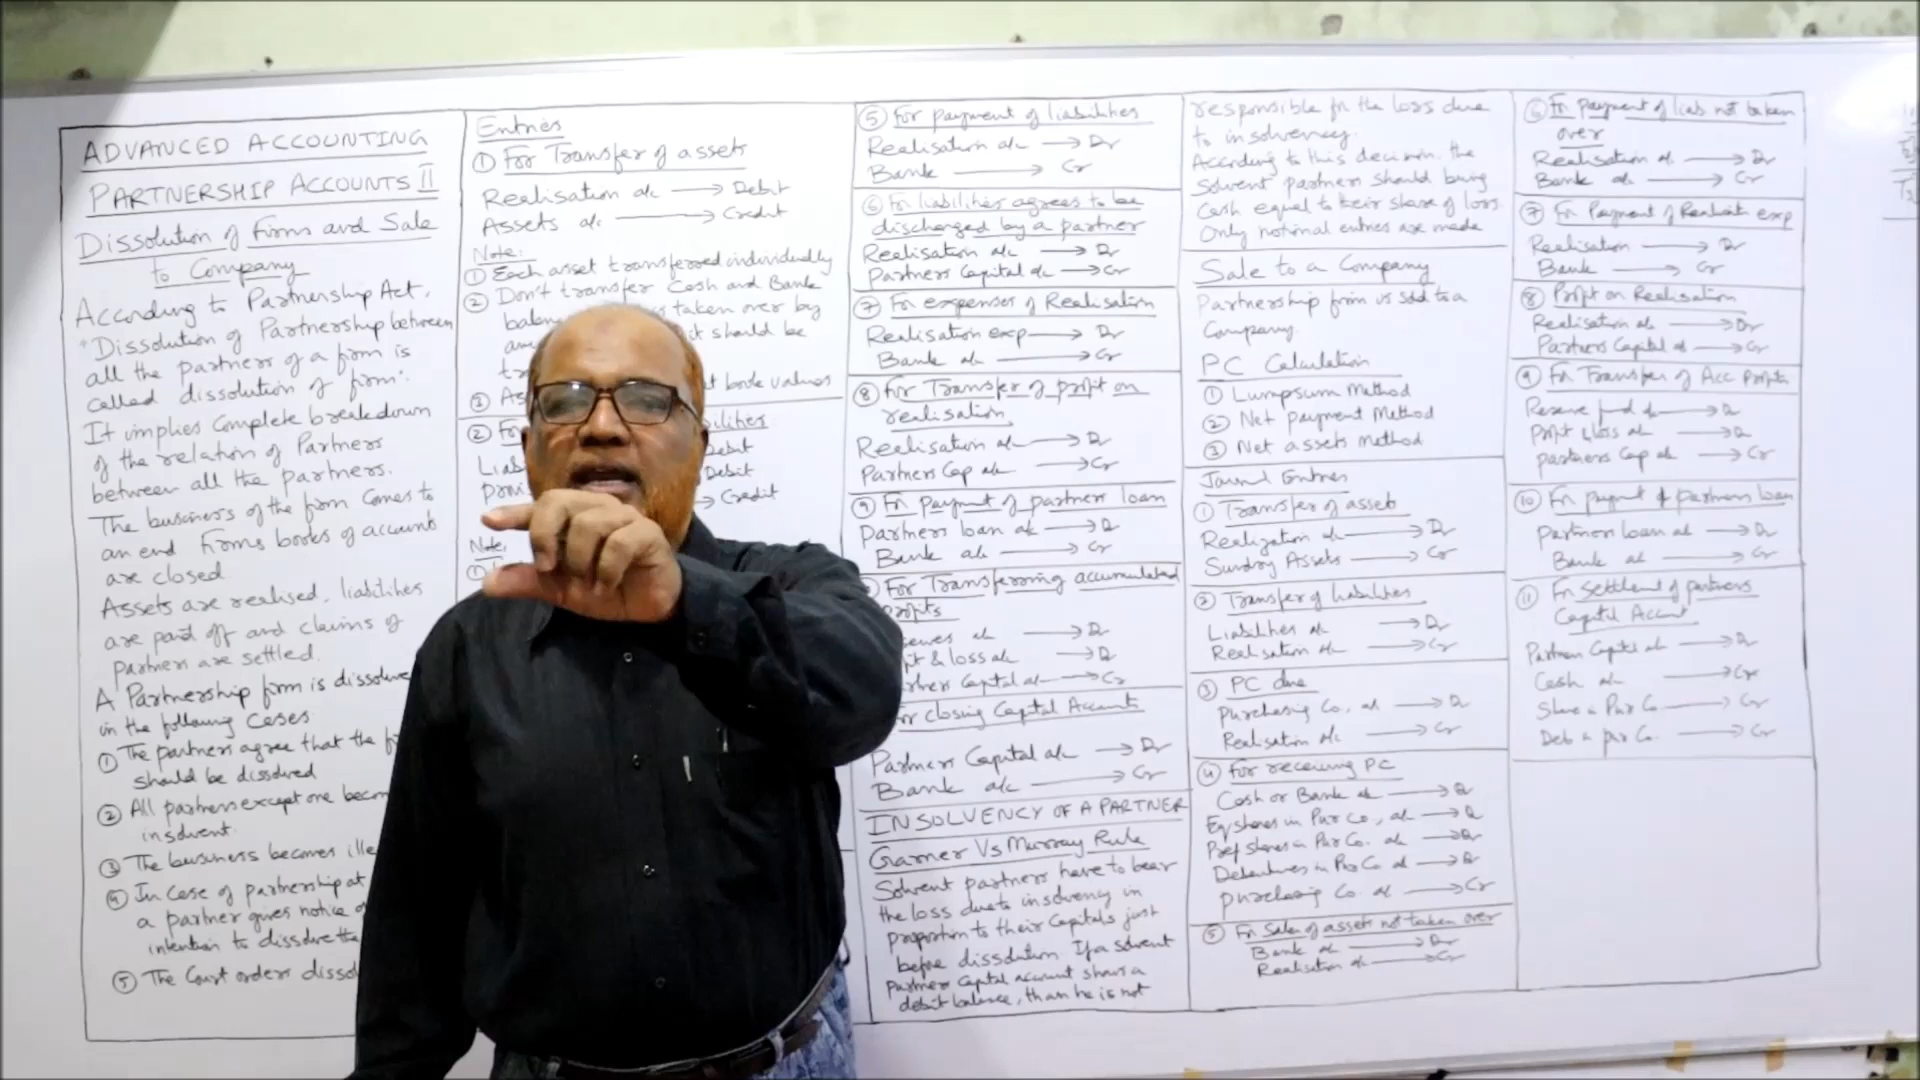 ADVANCED ACCOUNTING
PARTNERSHIP ACCOUNTS II
Dissolution of Firms and Sale
to Company
According to Partnership Act,
"Dissolution of Partnership between
all the partners of a firm is
called dissolution of firm".
It implies complete breakdown
of the relation of Partners
between all the partners.
The business of the firm comes to
an end Firms books of accounts
are closed
Assets are realised, liabilities
are paid off and claims of
partners are settled.
A Partnership firm is dissolve
in the following cases
① The partners agree that the
should be dissolved
② All partners except one becom
insolvent.
③ The business becomes ille
④ In case of partnership at
a partner gives notice of
intention to dissolve the
⑤ The Court orders dissol
Entries
① For Transfer of assets
Realisation a/c → Debit
Assets a/c → Credit
Note:
① Each asset transferred individually
② Don't transfer Cash and Bank
taken over by
it should be
book values
② For ilities
Debit
Debit
→ Credit
Note,
⑤ For payment of liabilities
Realisation a/c → Dr
Bank → Cr
⑥ For liabilities agrees to be
discharged by a partner
Realisation a/c → Dr
Partners Capital a/c → Cr
⑦ For expenses of Realisation
Realisation exp → Dr
Bank a/c → Cr
⑧ For Transfer of profit on
realisation
Realisation a/c → Dr
Partners Cap a/c → Cr
⑨ For Payment of partners loan
Partners loan a/c → Dr
Bank a/c → Cr
For Transferring accumulated
profits
a/c → Dr
& loss a/c → Dr
Capital a/c → Cr
For closing Capital Accounts
Partners Capital a/c → Dr
Bank a/c → Cr
INSOLVENCY OF A PARTNER
Garner Vs Murray Rule
Solvent partners have to bear
the loss due to insolvency in
proportion to their Capitals just
before dissolution If a solvent
partners Capital account shows a
debit balance, than he is not
responsible for the loss due
to insolvency.
According to this decision, the
solvent partners should bring
cash equal to their share of loss
Only notional entries are made
Sale to a Company
Partnership firm is sold to a
Company.
PC Calculation
① Lumpsum Method
② Net Payment Method
③ Net assets Method
Journal Entries
① Transfer of asset
Realization a/c → Dr
Sundry Assets → Cr
② Transfer of liabilities
Liabilities a/c → Dr
Realisation a/c → Cr
③ PC due
Purchasing Co. a/c → Dr
Realisation a/c → Cr
④ For receiving PC
Cash or Bank a/c → Dr
Eq shares in Pur Co., a/c → Dr
Pref shares in Pur Co. a/c → Dr
Debentures in Pur Co a/c → Dr
Purchasing Co. a/c → Cr
⑤ For Sale of assets not taken over
Bank a/c → Dr
Realisation a/c → Cr
⑥ For payment of liab not taken
over
Realisation a/c → Dr
Bank a/c → Cr
⑦ For Payment of Realisatn exp
Realisation → Dr
Bank → Cr
⑧ Profit on Realisation
Realisation a/c → Dr
Partners Capital a/c → Cr
⑨ For Transfer of Acc Profits
Reserve fund a/c → Dr
Profit & loss a/c → Dr
partners Cap a/c → Cr
⑩ For payment of partners loan
Partners loan a/c → Dr
Bank a/c → Cr
⑪ For Settlement of partners
Capital Account
Partners Capital a/c → Dr
Cash a/c → Cr
Share in Pur Co → Cr
Deb in pur Co. → Cr